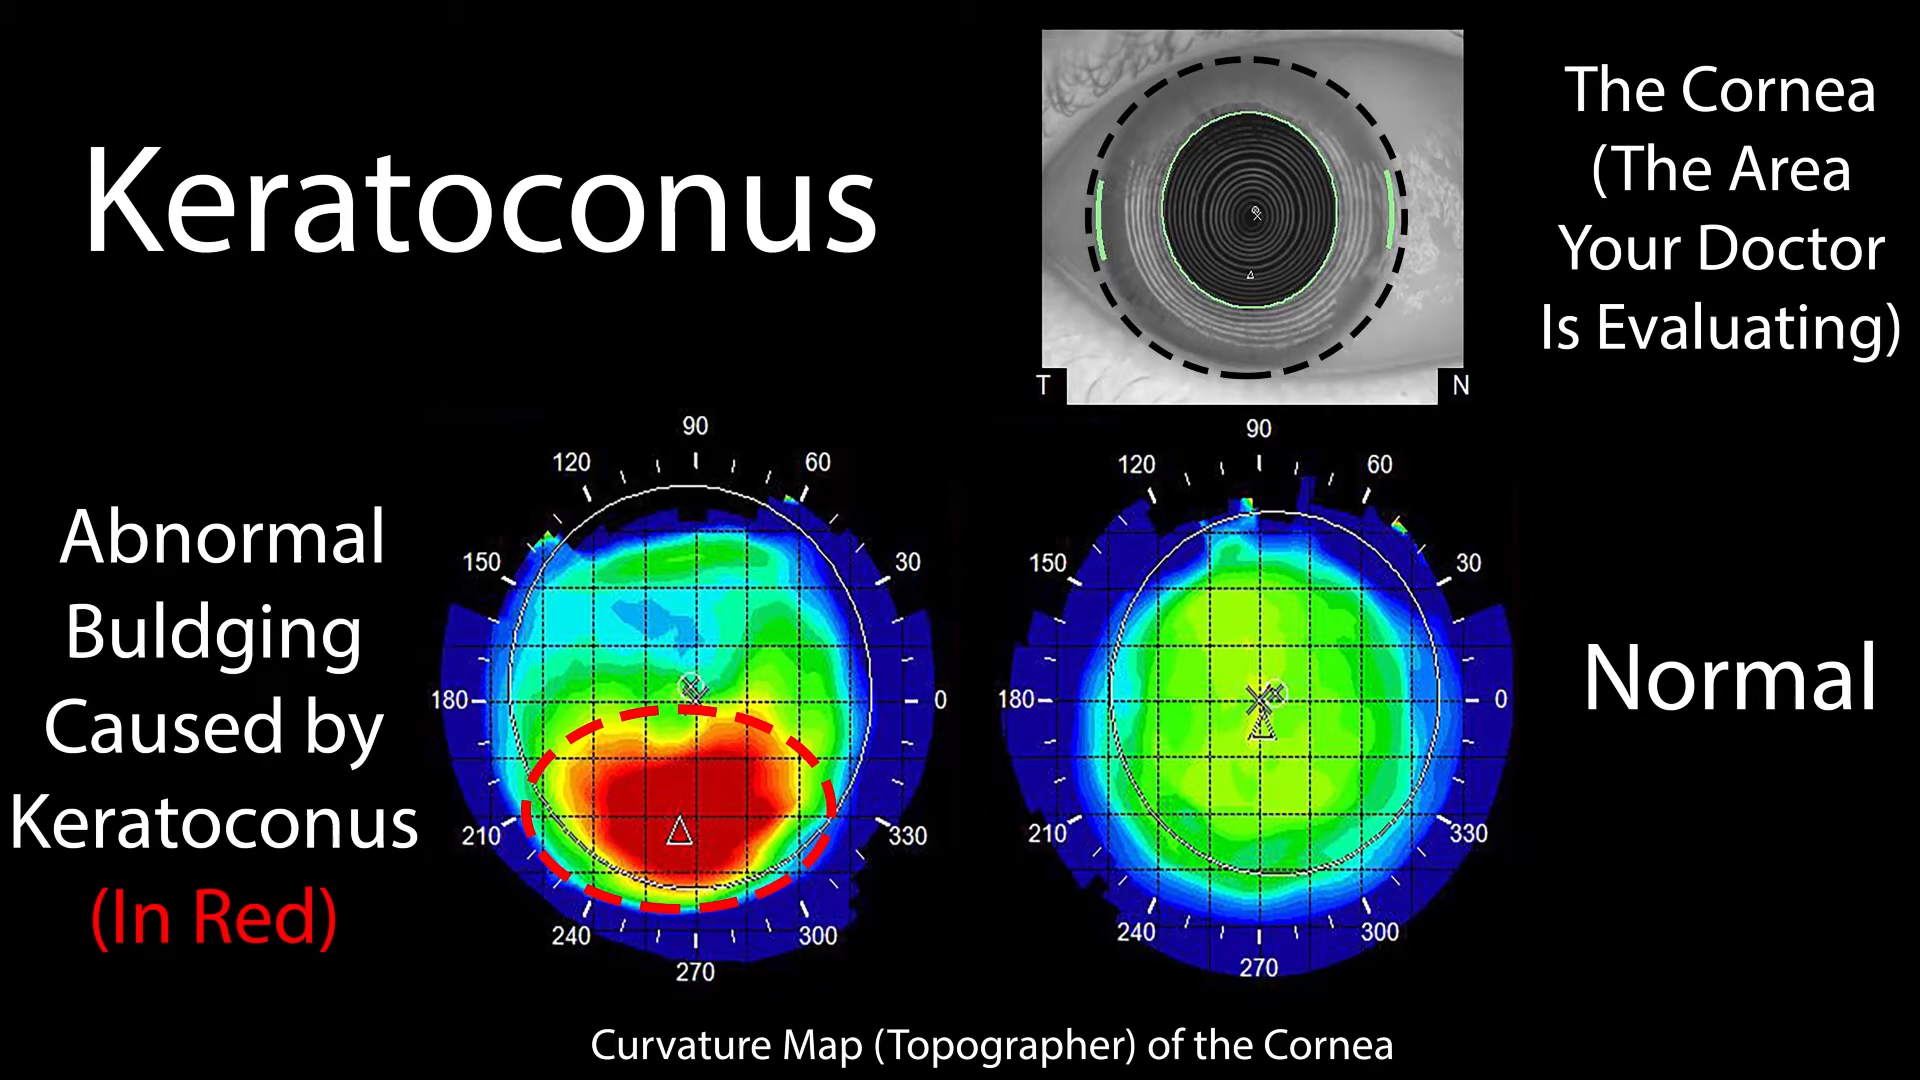 Keratoconus
The Cornea
(The Area
Your Doctor
Is Evaluating)
T
N
Abnormal
Buldging
Caused by
Keratoconus
(In Red)
90
120
60
150
30
180
0
210
330
240
300
270
90
120
60
150
30
180
0
210
330
240
300
270
Normal
Curvature Map (Topographer) of the Cornea